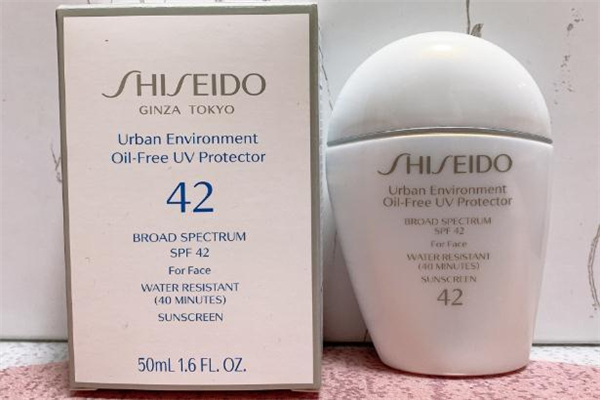 SHISEIDO
GINZA TOKYO
Urban Environment
Oil-Free UV Protector
42
BROAD SPECTRUM
SPF 42
For Face
WATER RESISTANT
(40 MINUTES)
SUNSCREEN
50mL 1.6 FL. OZ.
SHISEIDO
Urban Environment
Oil-Free UV Protector
BROAD SPECTRUM
SPF 42
For Face
WATER RESISTANT
(40 MINUTES)
SUNSCREEN
42